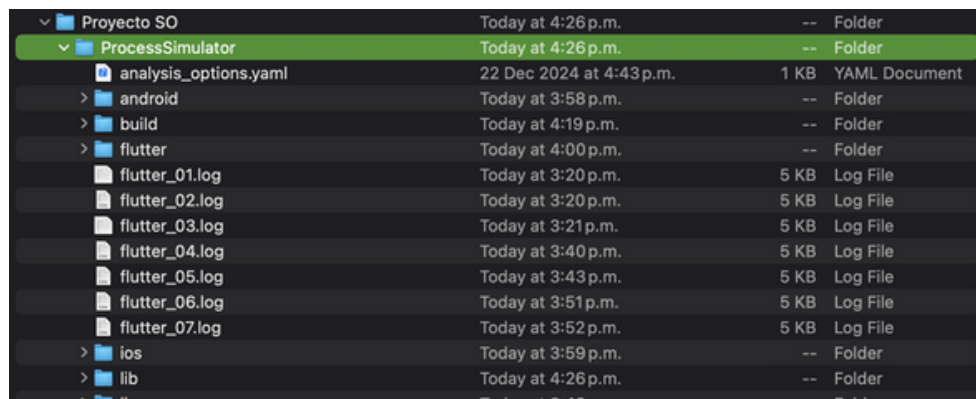 Proyecto SO Today at 4:26 p.m. -- Folder
ProcessSimulator Today at 4:26 p.m. -- Folder
analysis_options.yaml 22 Dec 2024 at 4:43 p.m. 1 KB YAML Document
android Today at 3:58 p.m. -- Folder
build Today at 4:19 p.m. -- Folder
flutter Today at 4:00 p.m. -- Folder
flutter_01.log Today at 3:20 p.m. 5 KB Log File
flutter_02.log Today at 3:20 p.m. 5 KB Log File
flutter_03.log Today at 3:21 p.m. 5 KB Log File
flutter_04.log Today at 3:40 p.m. 5 KB Log File
flutter_05.log Today at 3:43 p.m. 5 KB Log File
flutter_06.log Today at 3:51 p.m. 5 KB Log File
flutter_07.log Today at 3:52 p.m. 5 KB Log File
ios Today at 3:59 p.m. -- Folder
lib Today at 4:26 p.m. -- Folder